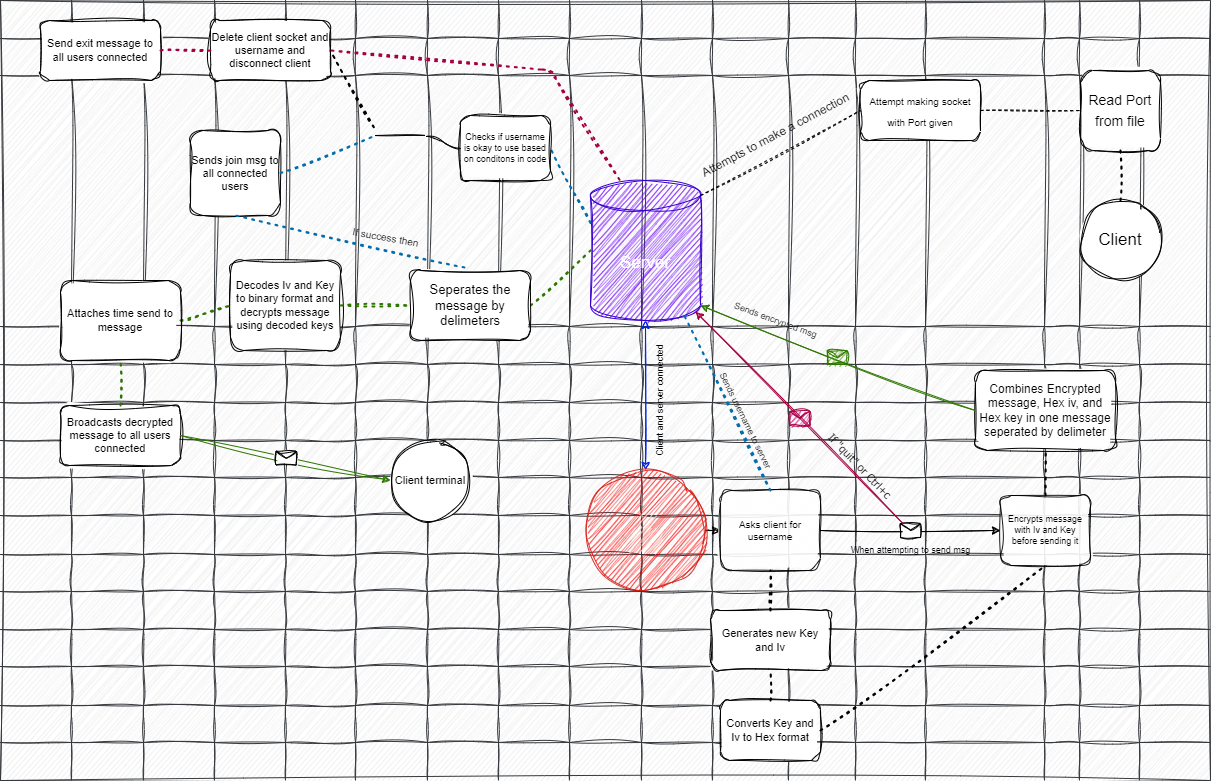 Send exit message to
all users connected
Delete client socket and
username and
disconnect client
Attempt making socket
with Port given
Read Port
from file
Attempts to make a connection
Checks if username
is okay to use based
on conditons in code
Sends join msg to
all connected
users
Client
If success then
Server
Seperates the
message by
delimeters
Decodes Iv and Key
to binary format and
decrypts message
using decoded keys
Attaches time send to
message
Sends encrypted msg
Client and server connected
Sends username to server
If "quit" or Ctrl+c
Combines Encrypted
message, Hex iv, and
Hex key in one message
seperated by delimeter
Broadcasts decrypted
message to all users
connected
Client terminal
Asks client for
username
When attempting to send msg
Encrypts message
with Iv and Key
before sending it
Generates new Key
and Iv
Converts Key and
Iv to Hex format